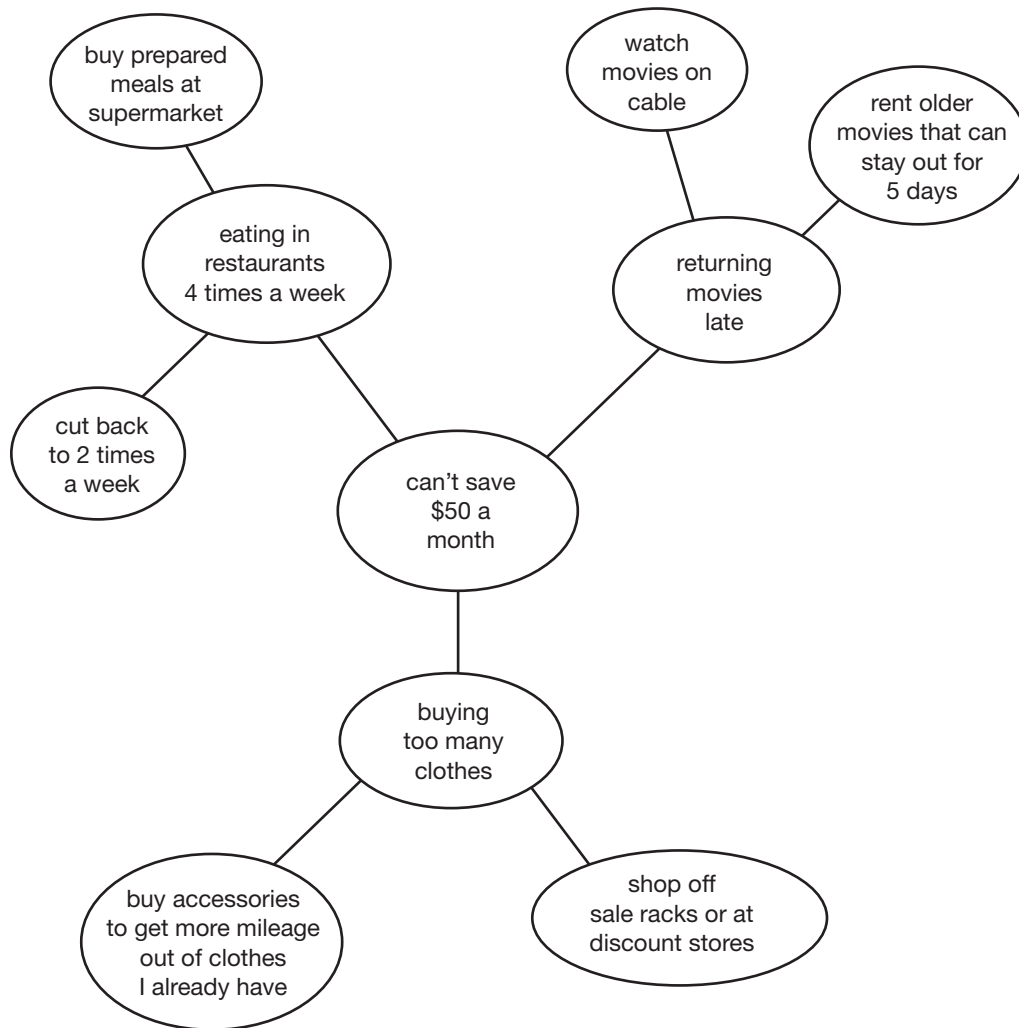 buy prepared
meals at
supermarket
watch
movies on
cable
rent older
movies that can
stay out for
5 days
eating in
restaurants
4 times a week
returning
movies
late
cut back
to 2 times
a week
can't save
$50 a
month
buying
too many
clothes
buy accessories
to get more mileage
out of clothes
I already have
shop off
sale racks or at
discount stores